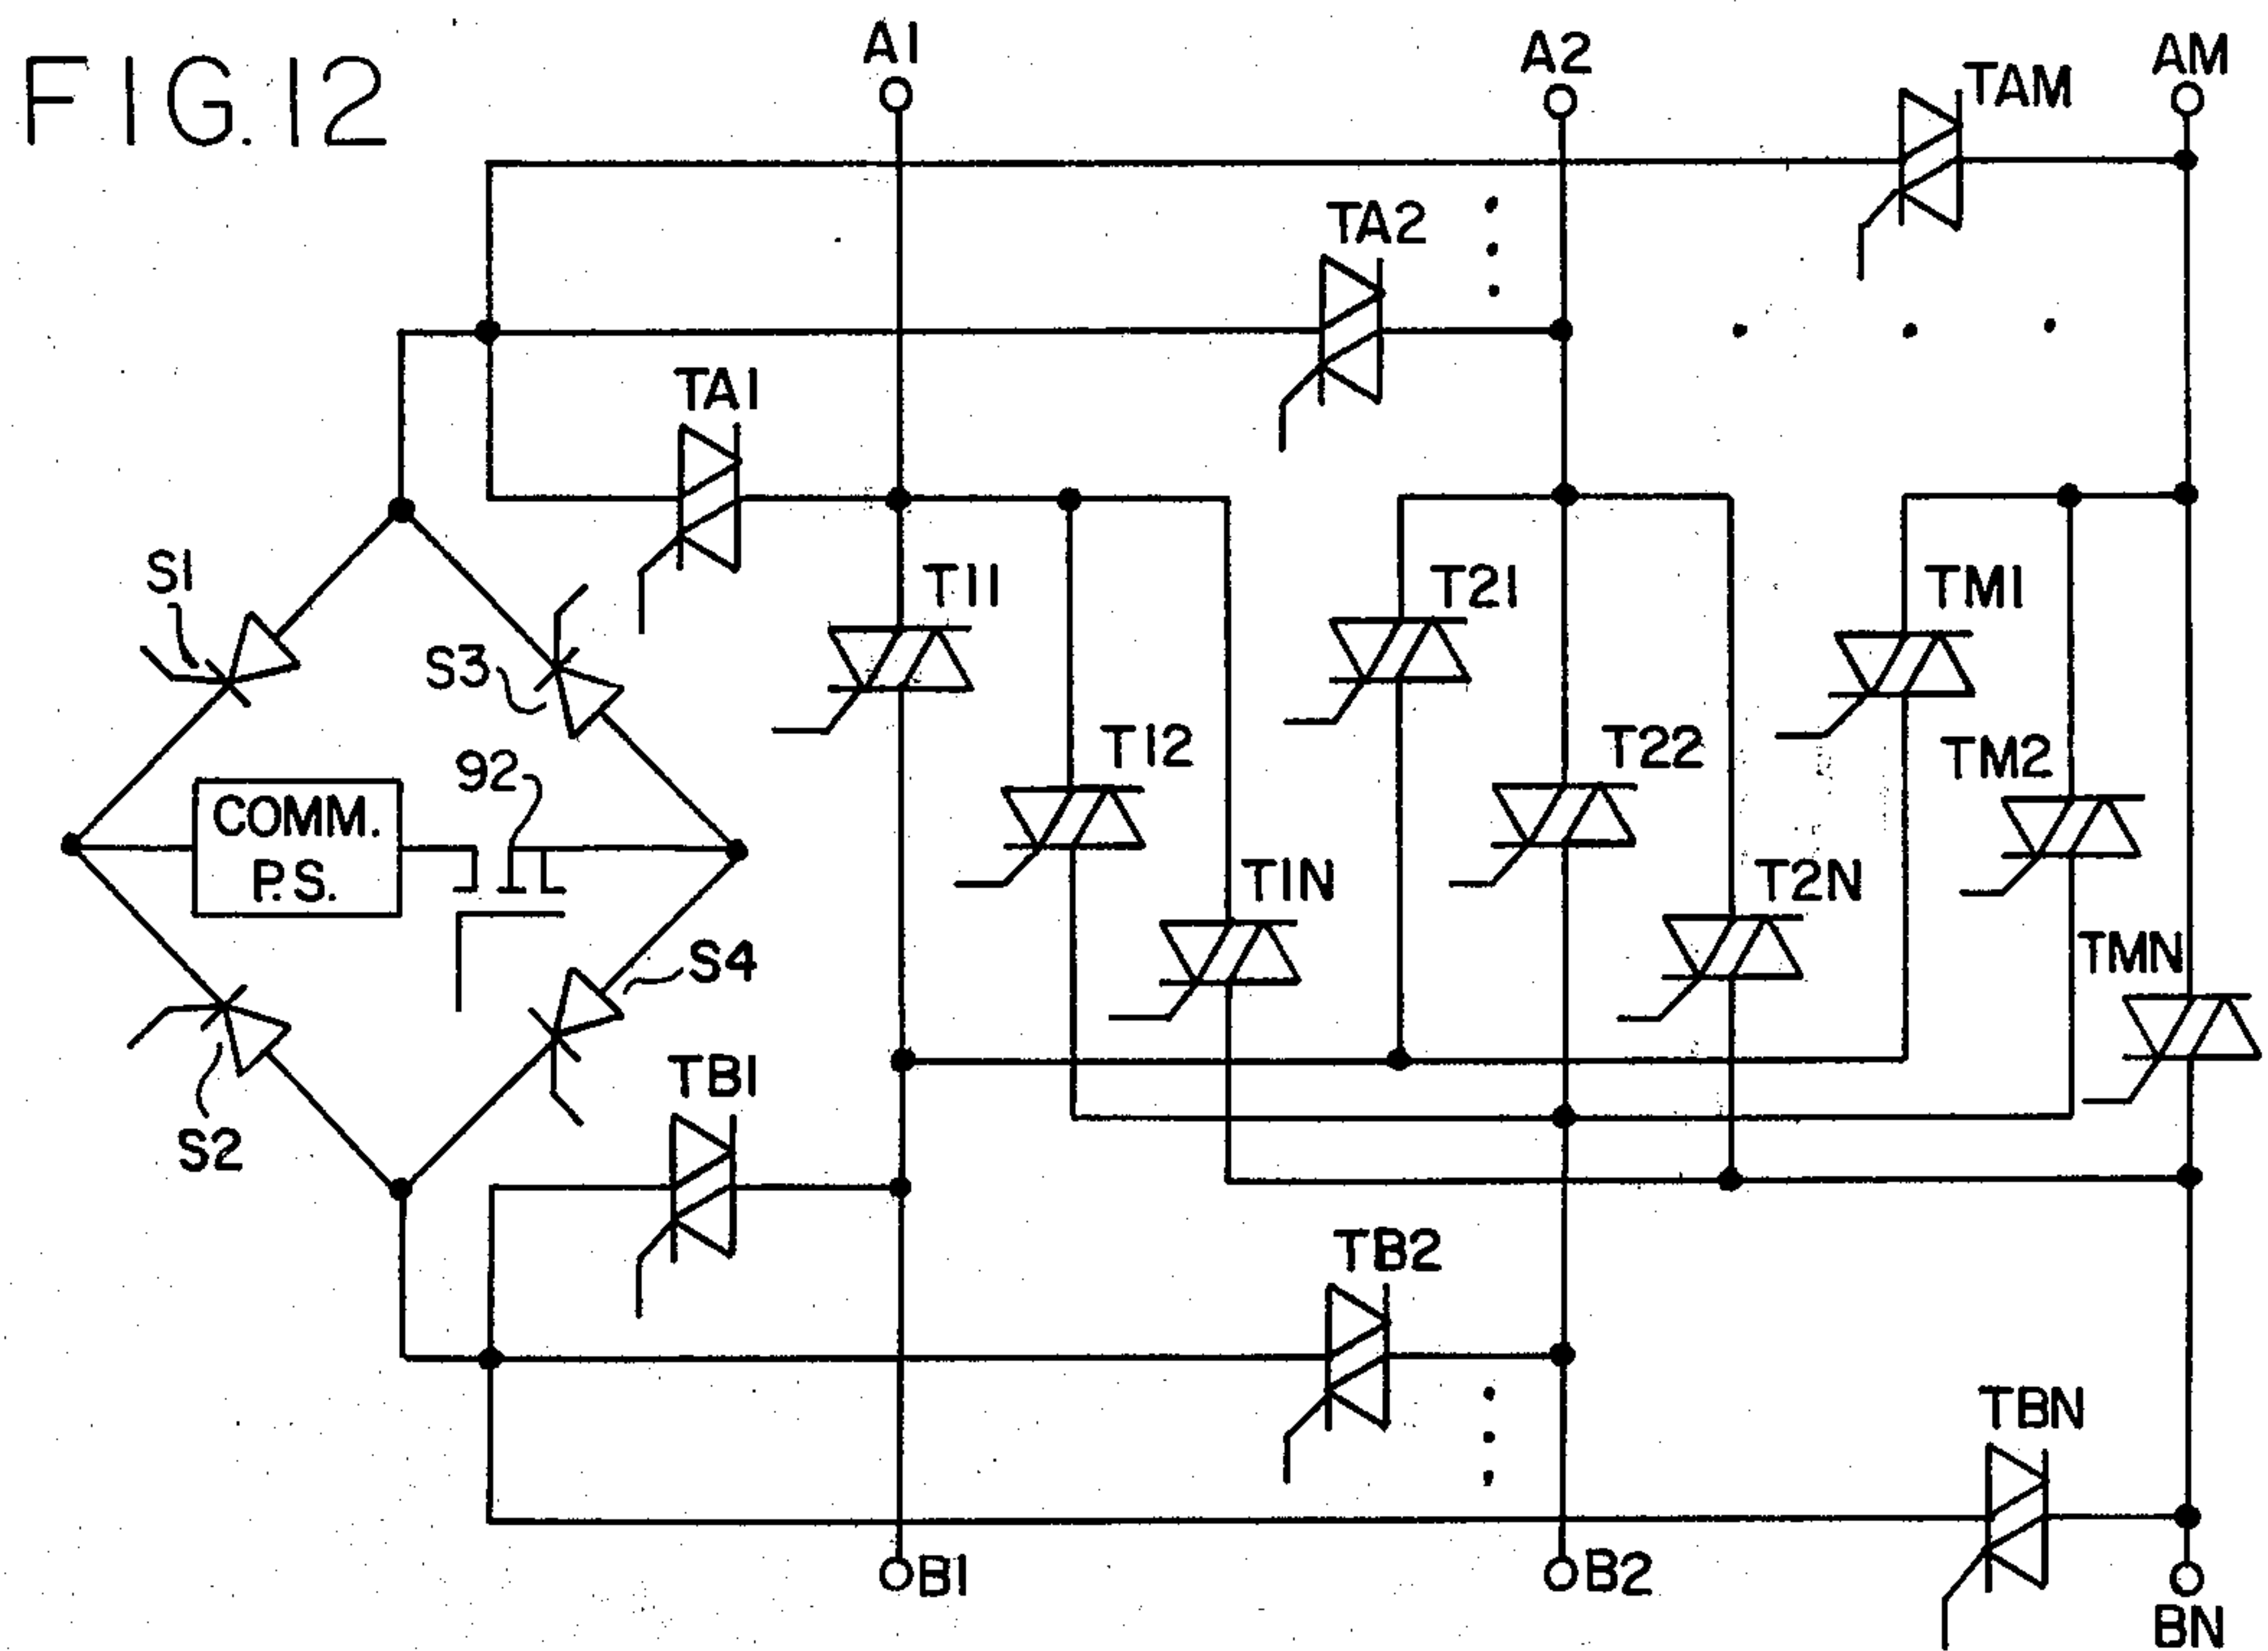 FIG.12
A1
A2
AM
TAM
TA2
TA1
S1
S3
T11
T21
TM1
92
T12
T22
TM2
COMM.
P.S.
T1N
T2N
TMN
S4
TB1
S2
TB2
TBN
B1
B2
BN